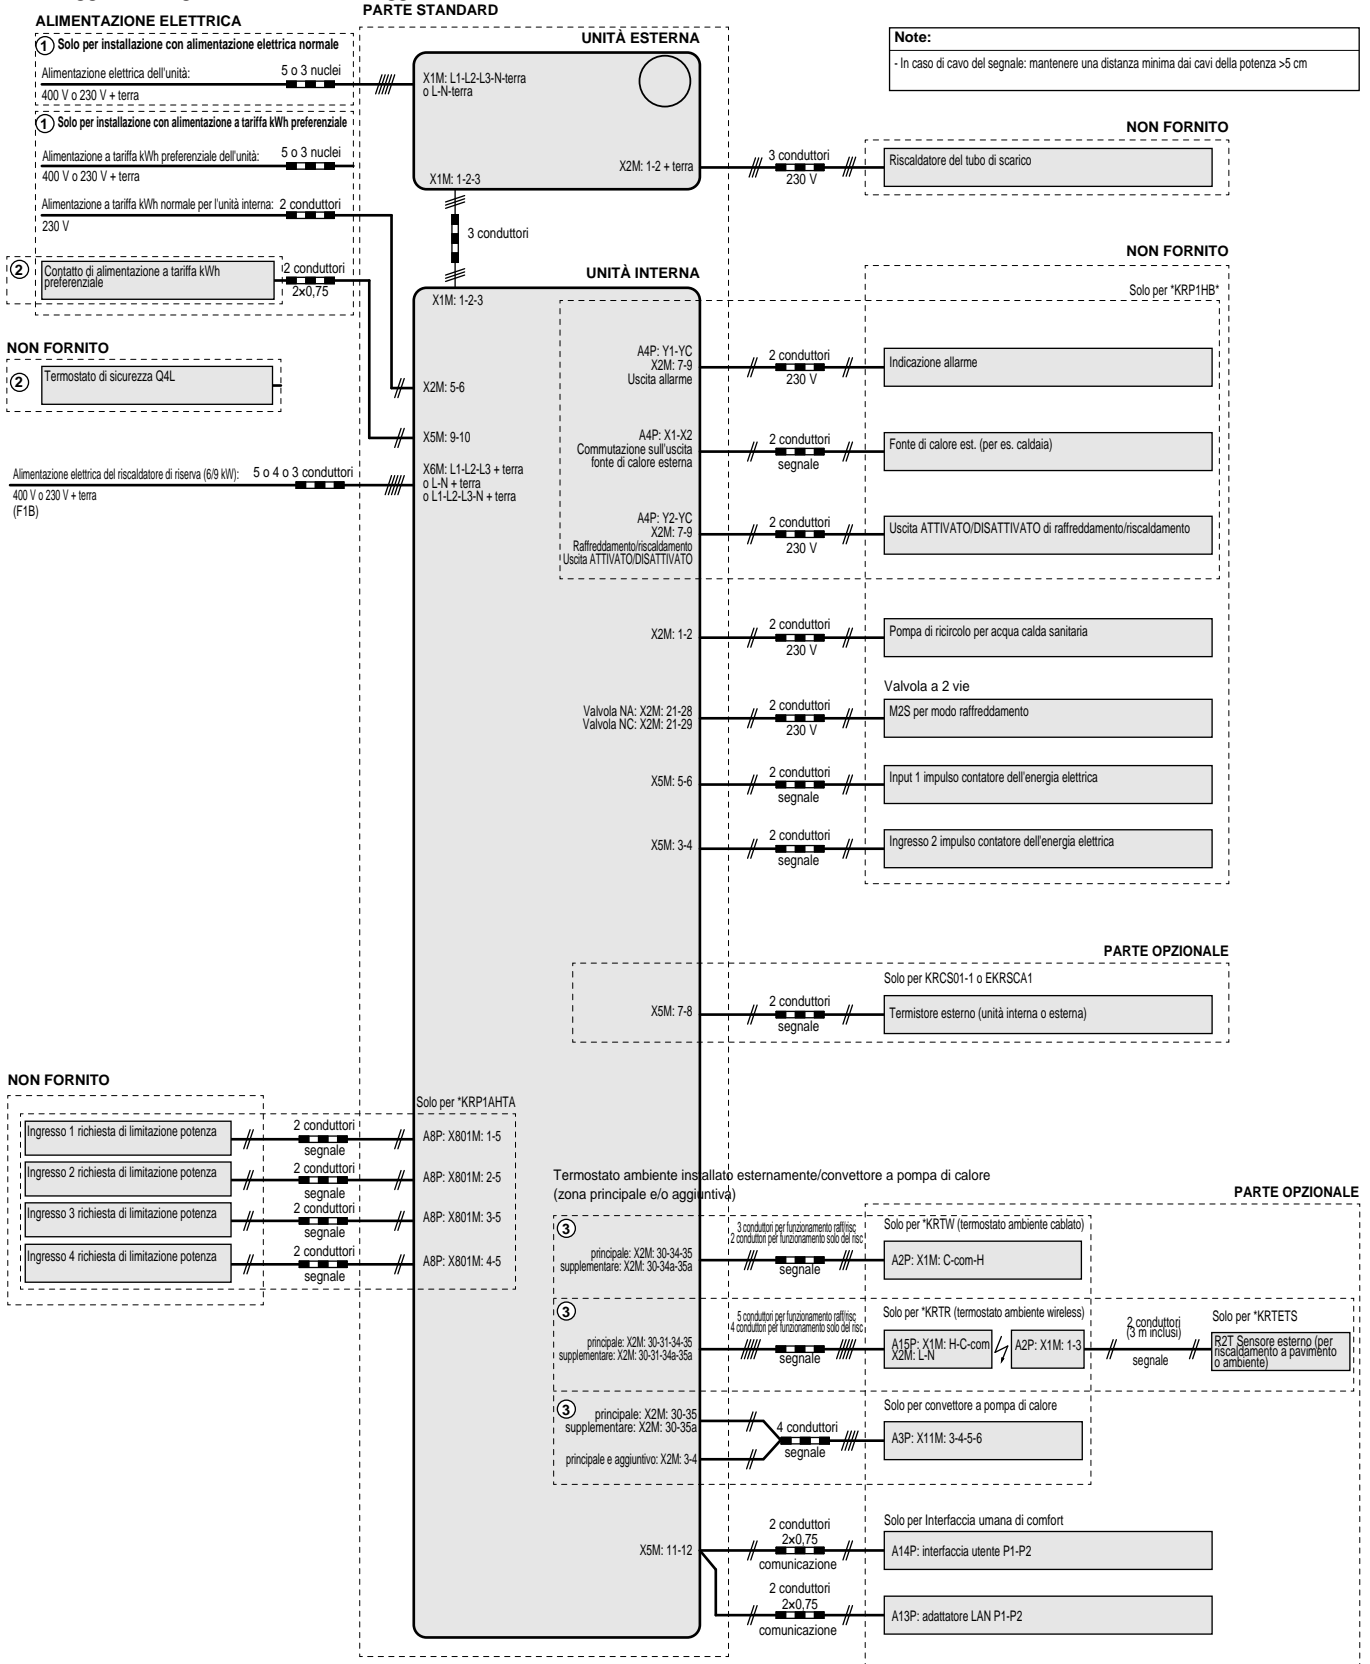 PARTE STANDARD
ALIMENTAZIONE ELETTRICA
1 Solo per installazione con alimentazione elettrica normale
Alimentazione elettrica dell'unità:
5 o 3 nuclei
400 V o 230 V + terra
1 Solo per installazione con alimentazione a tariffa kWh preferenziale
Alimentazione a tariffa kWh preferenziale dell'unità:
5 o 3 nuclei
400 V o 230 V + terra
Alimentazione a tariffa kWh normale per l'unità interna:
2 conduttori
230 V
2
Contatto di alimentazione a tariffa kWh
preferenziale
2 conduttori
2×0,75
NON FORNITO
2
Termostato di sicurezza Q4L
Alimentazione elettrica del riscaldatore di riserva (6/9 kW):
5 o 4 o 3 conduttori
400 V o 230 V + terra
(F1B)
UNITÀ ESTERNA
X1M: L1-L2-L3-N-terra
o L-N-terra
X2M: 1-2 + terra
X1M: 1-2-3
3 conduttori
Note:
- In caso di cavo del segnale: mantenere una distanza minima dai cavi della potenza >5 cm
NON FORNITO
3 conduttori
230 V
Riscaldatore del tubo di scarico
UNITÀ INTERNA
X1M: 1-2-3
X2M: 5-6
X5M: 9-10
X6M: L1-L2-L3 + terra
o L-N + terra
o L1-L2-L3-N + terra
NON FORNITO
Solo per *KRP1HB*
A4P: Y1-YC
X2M: 7-9
Uscita allarme
2 conduttori
230 V
Indicazione allarme
A4P: X1-X2
Commutazione sull'uscita
fonte di calore esterna
2 conduttori
segnale
Fonte di calore est. (per es. caldaia)
A4P: Y2-YC
X2M: 7-9
Raffreddamento/riscaldamento
Uscita ATTIVATO/DISATTIVATO
2 conduttori
230 V
Uscita ATTIVATO/DISATTIVATO di raffreddamento/riscaldamento
X2M: 1-2
2 conduttori
230 V
Pompa di ricircolo per acqua calda sanitaria
Valvola a 2 vie
Valvola NA: X2M: 21-28
Valvola NC: X2M: 21-29
2 conduttori
230 V
M2S per modo raffreddamento
X5M: 5-6
2 conduttori
segnale
Input 1 impulso contatore dell'energia elettrica
X5M: 3-4
2 conduttori
segnale
Ingresso 2 impulso contatore dell'energia elettrica
PARTE OPZIONALE
Solo per KRCS01-1 o EKRSCA1
X5M: 7-8
2 conduttori
segnale
Termistore esterno (unità interna o esterna)
NON FORNITO
Solo per *KRP1AHTA
Ingresso 1 richiesta di limitazione potenza
2 conduttori
segnale
A8P: X801M: 1-5
Ingresso 2 richiesta di limitazione potenza
2 conduttori
segnale
A8P: X801M: 2-5
Ingresso 3 richiesta di limitazione potenza
2 conduttori
segnale
A8P: X801M: 3-5
Ingresso 4 richiesta di limitazione potenza
2 conduttori
segnale
A8P: X801M: 4-5
Termostato ambiente installato esternamente/convettore a pompa di calore
(zona principale e/o aggiuntiva)
PARTE OPZIONALE
3
principale: X2M: 30-34-35
supplementare: X2M: 30-34a-35a
3 conduttori per funzionamento raff/risc
2 conduttori per funzionamento solo del risc
segnale
Solo per *KRTW (termostato ambiente cablato)
A2P: X1M: C-com-H
3
principale: X2M: 30-31-34-35
supplementare: X2M: 30-31-34a-35a
5 conduttori per funzionamento raff/risc
4 conduttori per funzionamento solo del risc
segnale
Solo per *KRTR (termostato ambiente wireless)
A15P: X1M: H-C-com
X2M: L-N
A2P: X1M: 1-3
2 conduttori
(3 m inclusi)
segnale
Solo per *KRTETS
R2T Sensore esterno (per
riscaldamento a pavimento
o ambiente)
3
principale: X2M: 30-35
supplementare: X2M: 30-35a
principale e aggiuntivo: X2M: 3-4
4 conduttori
segnale
Solo per convettore a pompa di calore
A3P: X11M: 3-4-5-6
X5M: 11-12
2 conduttori
2×0,75
comunicazione
Solo per Interfaccia umana di comfort
A14P: interfaccia utente P1-P2
2 conduttori
2×0,75
comunicazione
A13P: adattatore LAN P1-P2